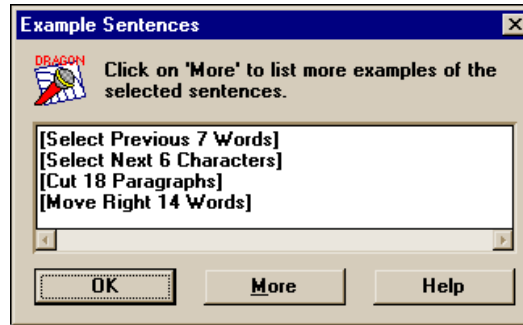 Example Sentences
DRAGON
Click on 'More' to list more examples of the
selected sentences.
[Select Previous 7 Words]
[Select Next 6 Characters]
[Cut 18 Paragraphs]
[Move Right 14 Words]
OK More Help